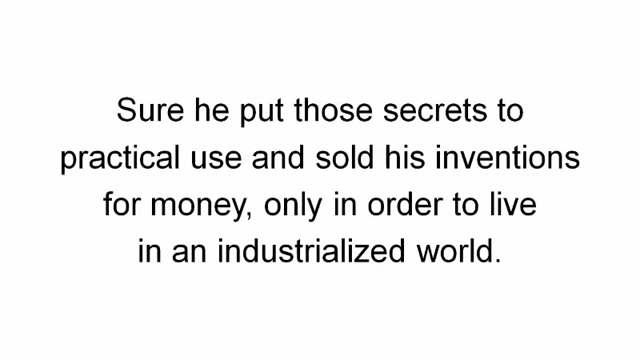 Sure he put those secrets to
practical use and sold his inventions
for money, only in order to live
in an industrialized world.